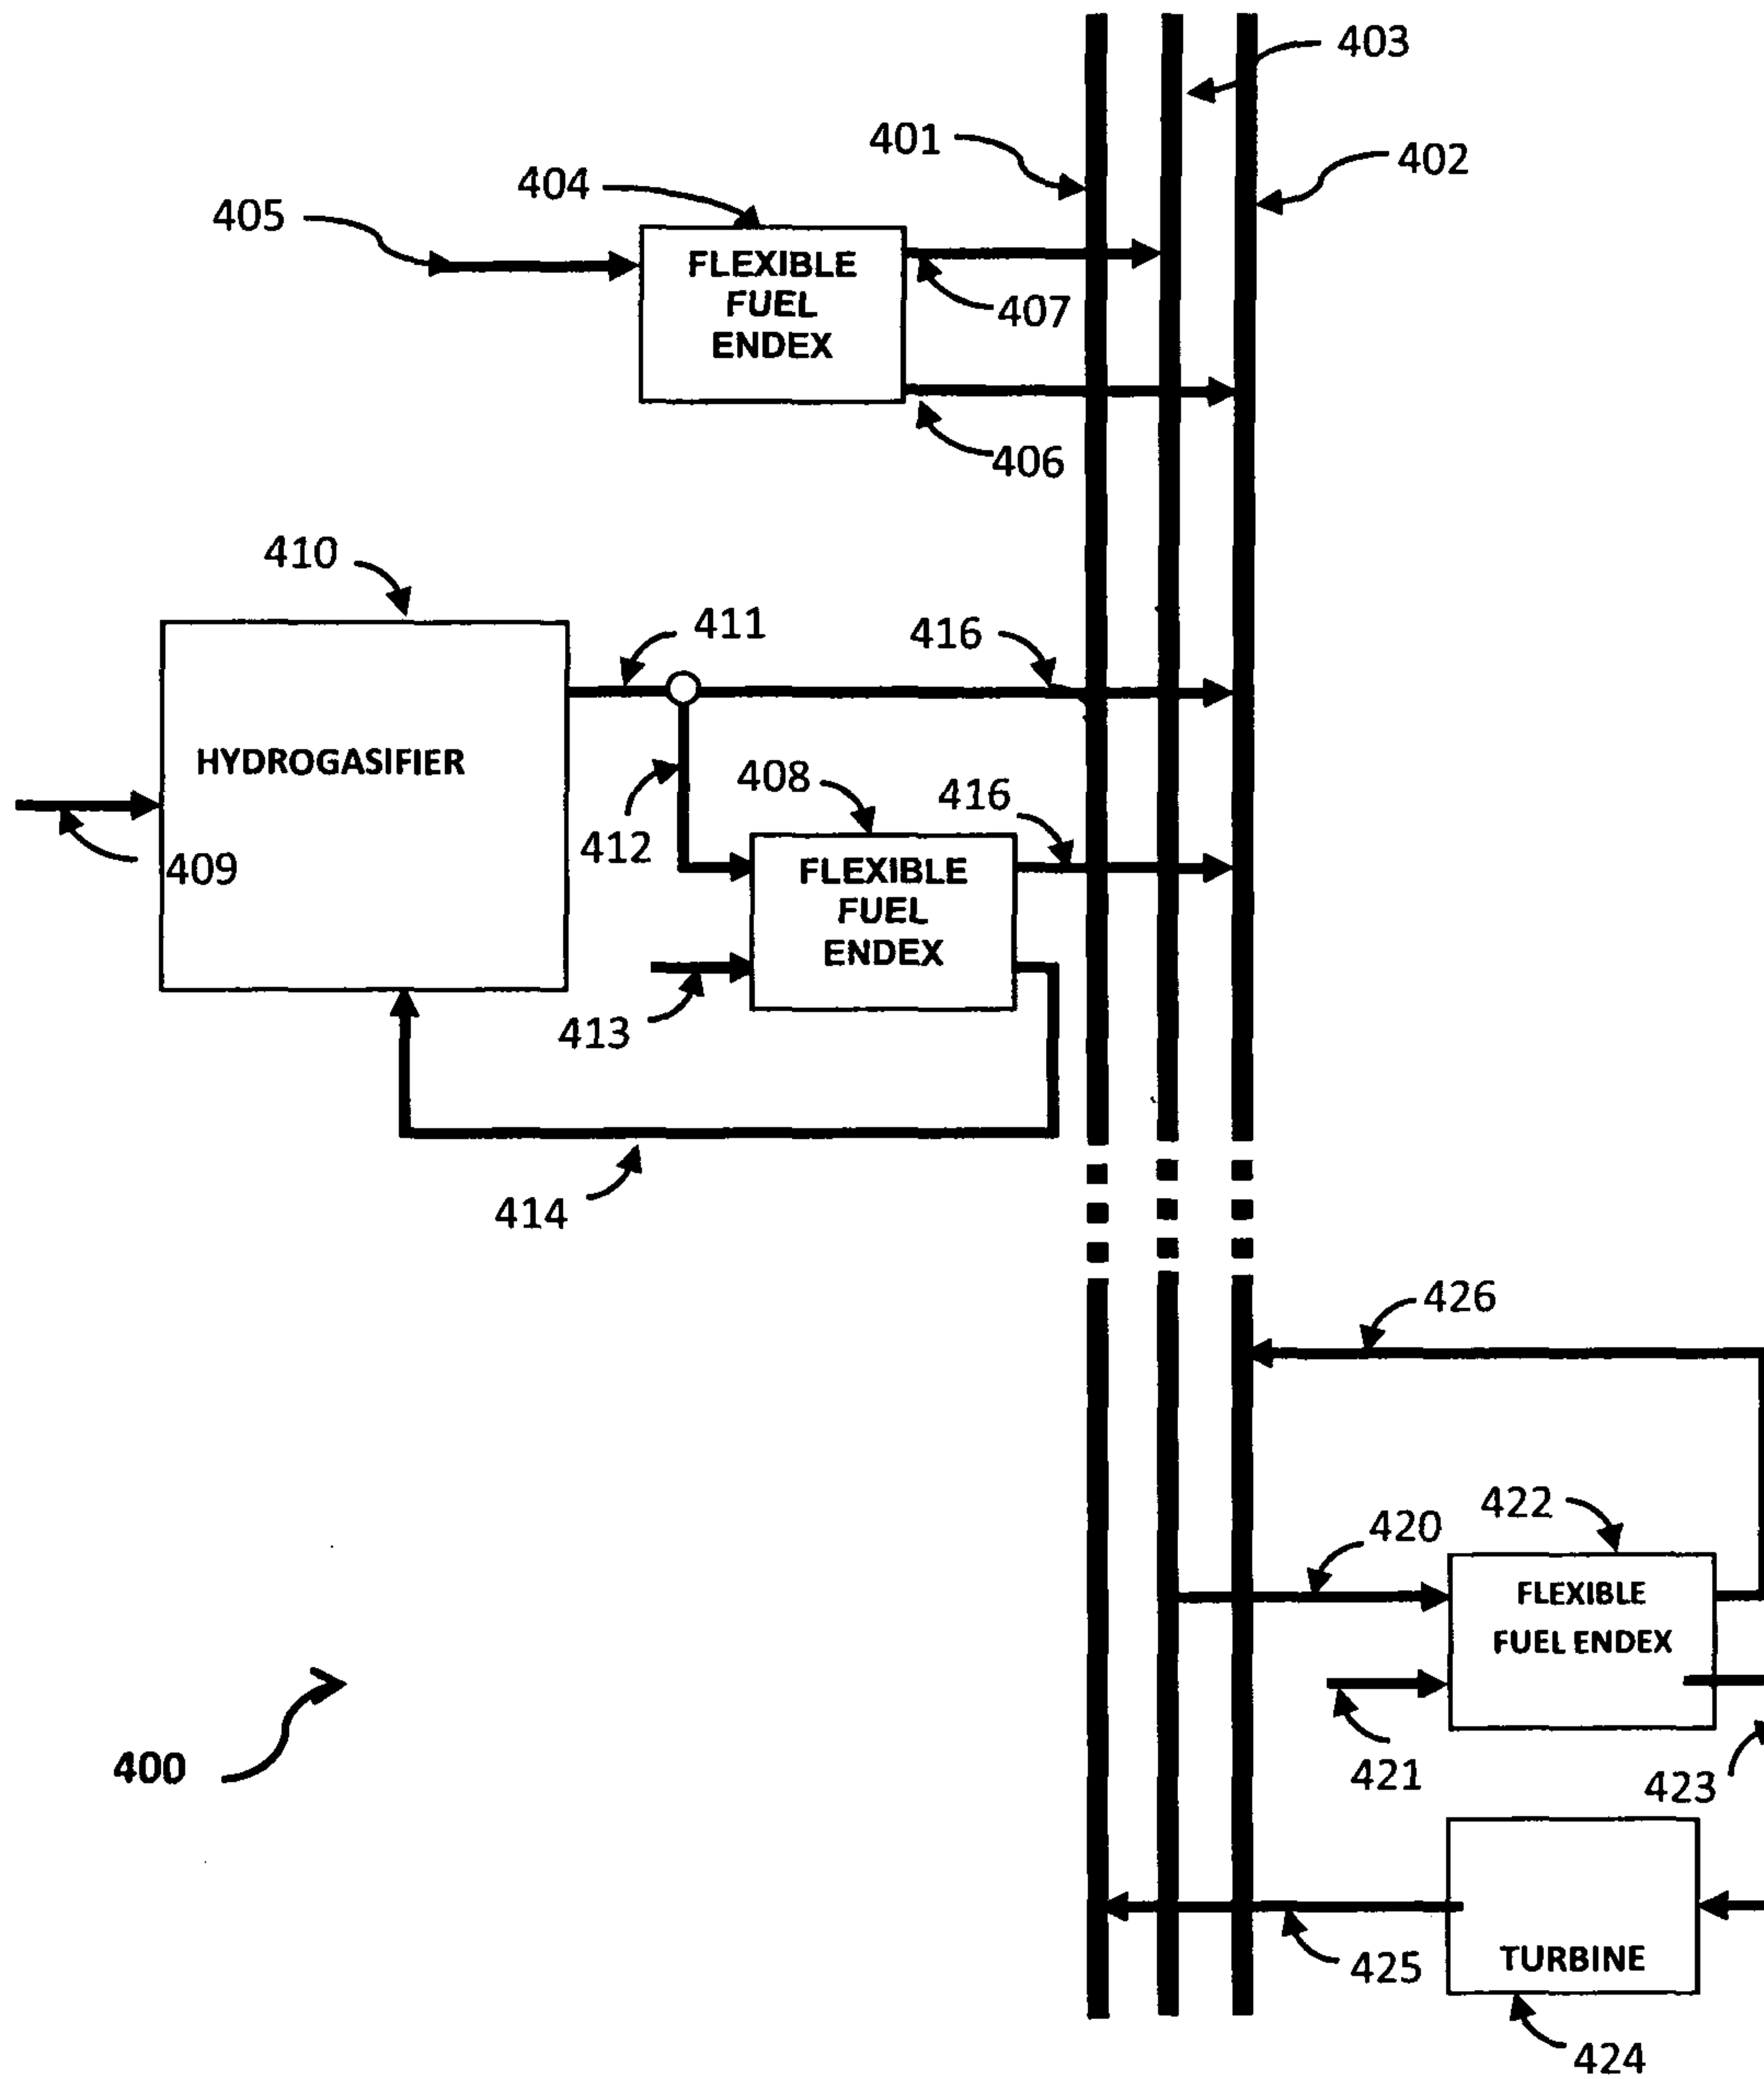 403
401
402
404
405
FLEXIBLE
FUEL
ENDEX
407
406
410
411
416
HYDROGASIFIER
408
416
412
409
FLEXIBLE
FUEL
ENDEX
413
414
426
422
420
FLEXIBLE
FUEL ENDEX
400
421
423
425
TURBINE
424